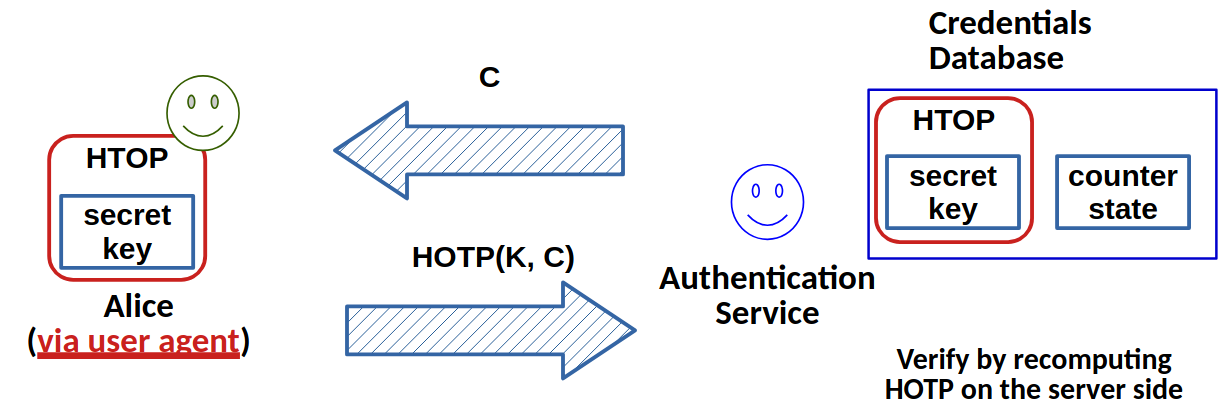 Credentials
Database
C
HTOP
secret
key
Alice
(via user agent)
HOTP(K, C)
Authentication
Service
HTOP
secret
key
counter
state
Verify by recomputing
HOTP on the server side